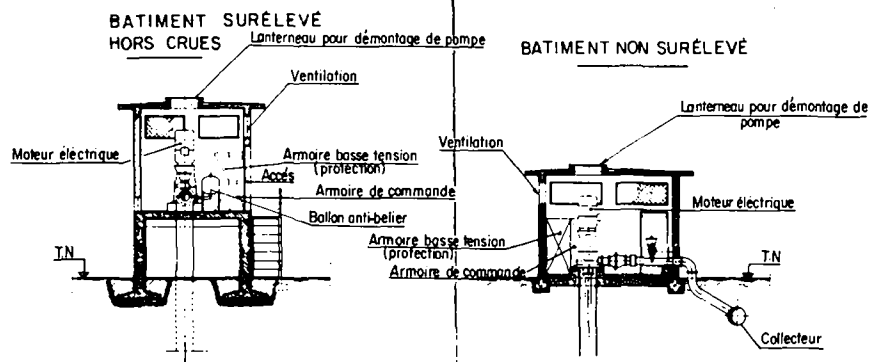 BATIMENT SURÉLEVÉ
HORS CRUES
Lanterneau pour démontage de pompe
Ventilation
Moteur électrique
Armoire basse tension
(protection)
Accés
Armoire de commande
Ballon anti-belier
T.N
BATIMENT NON SURÉLEVÉ
Lanterneau pour démontage de
pompe
Ventilation
Moteur électrique
Armoire basse tension
(protection)
Armoire de commande
T.N
Collecteur